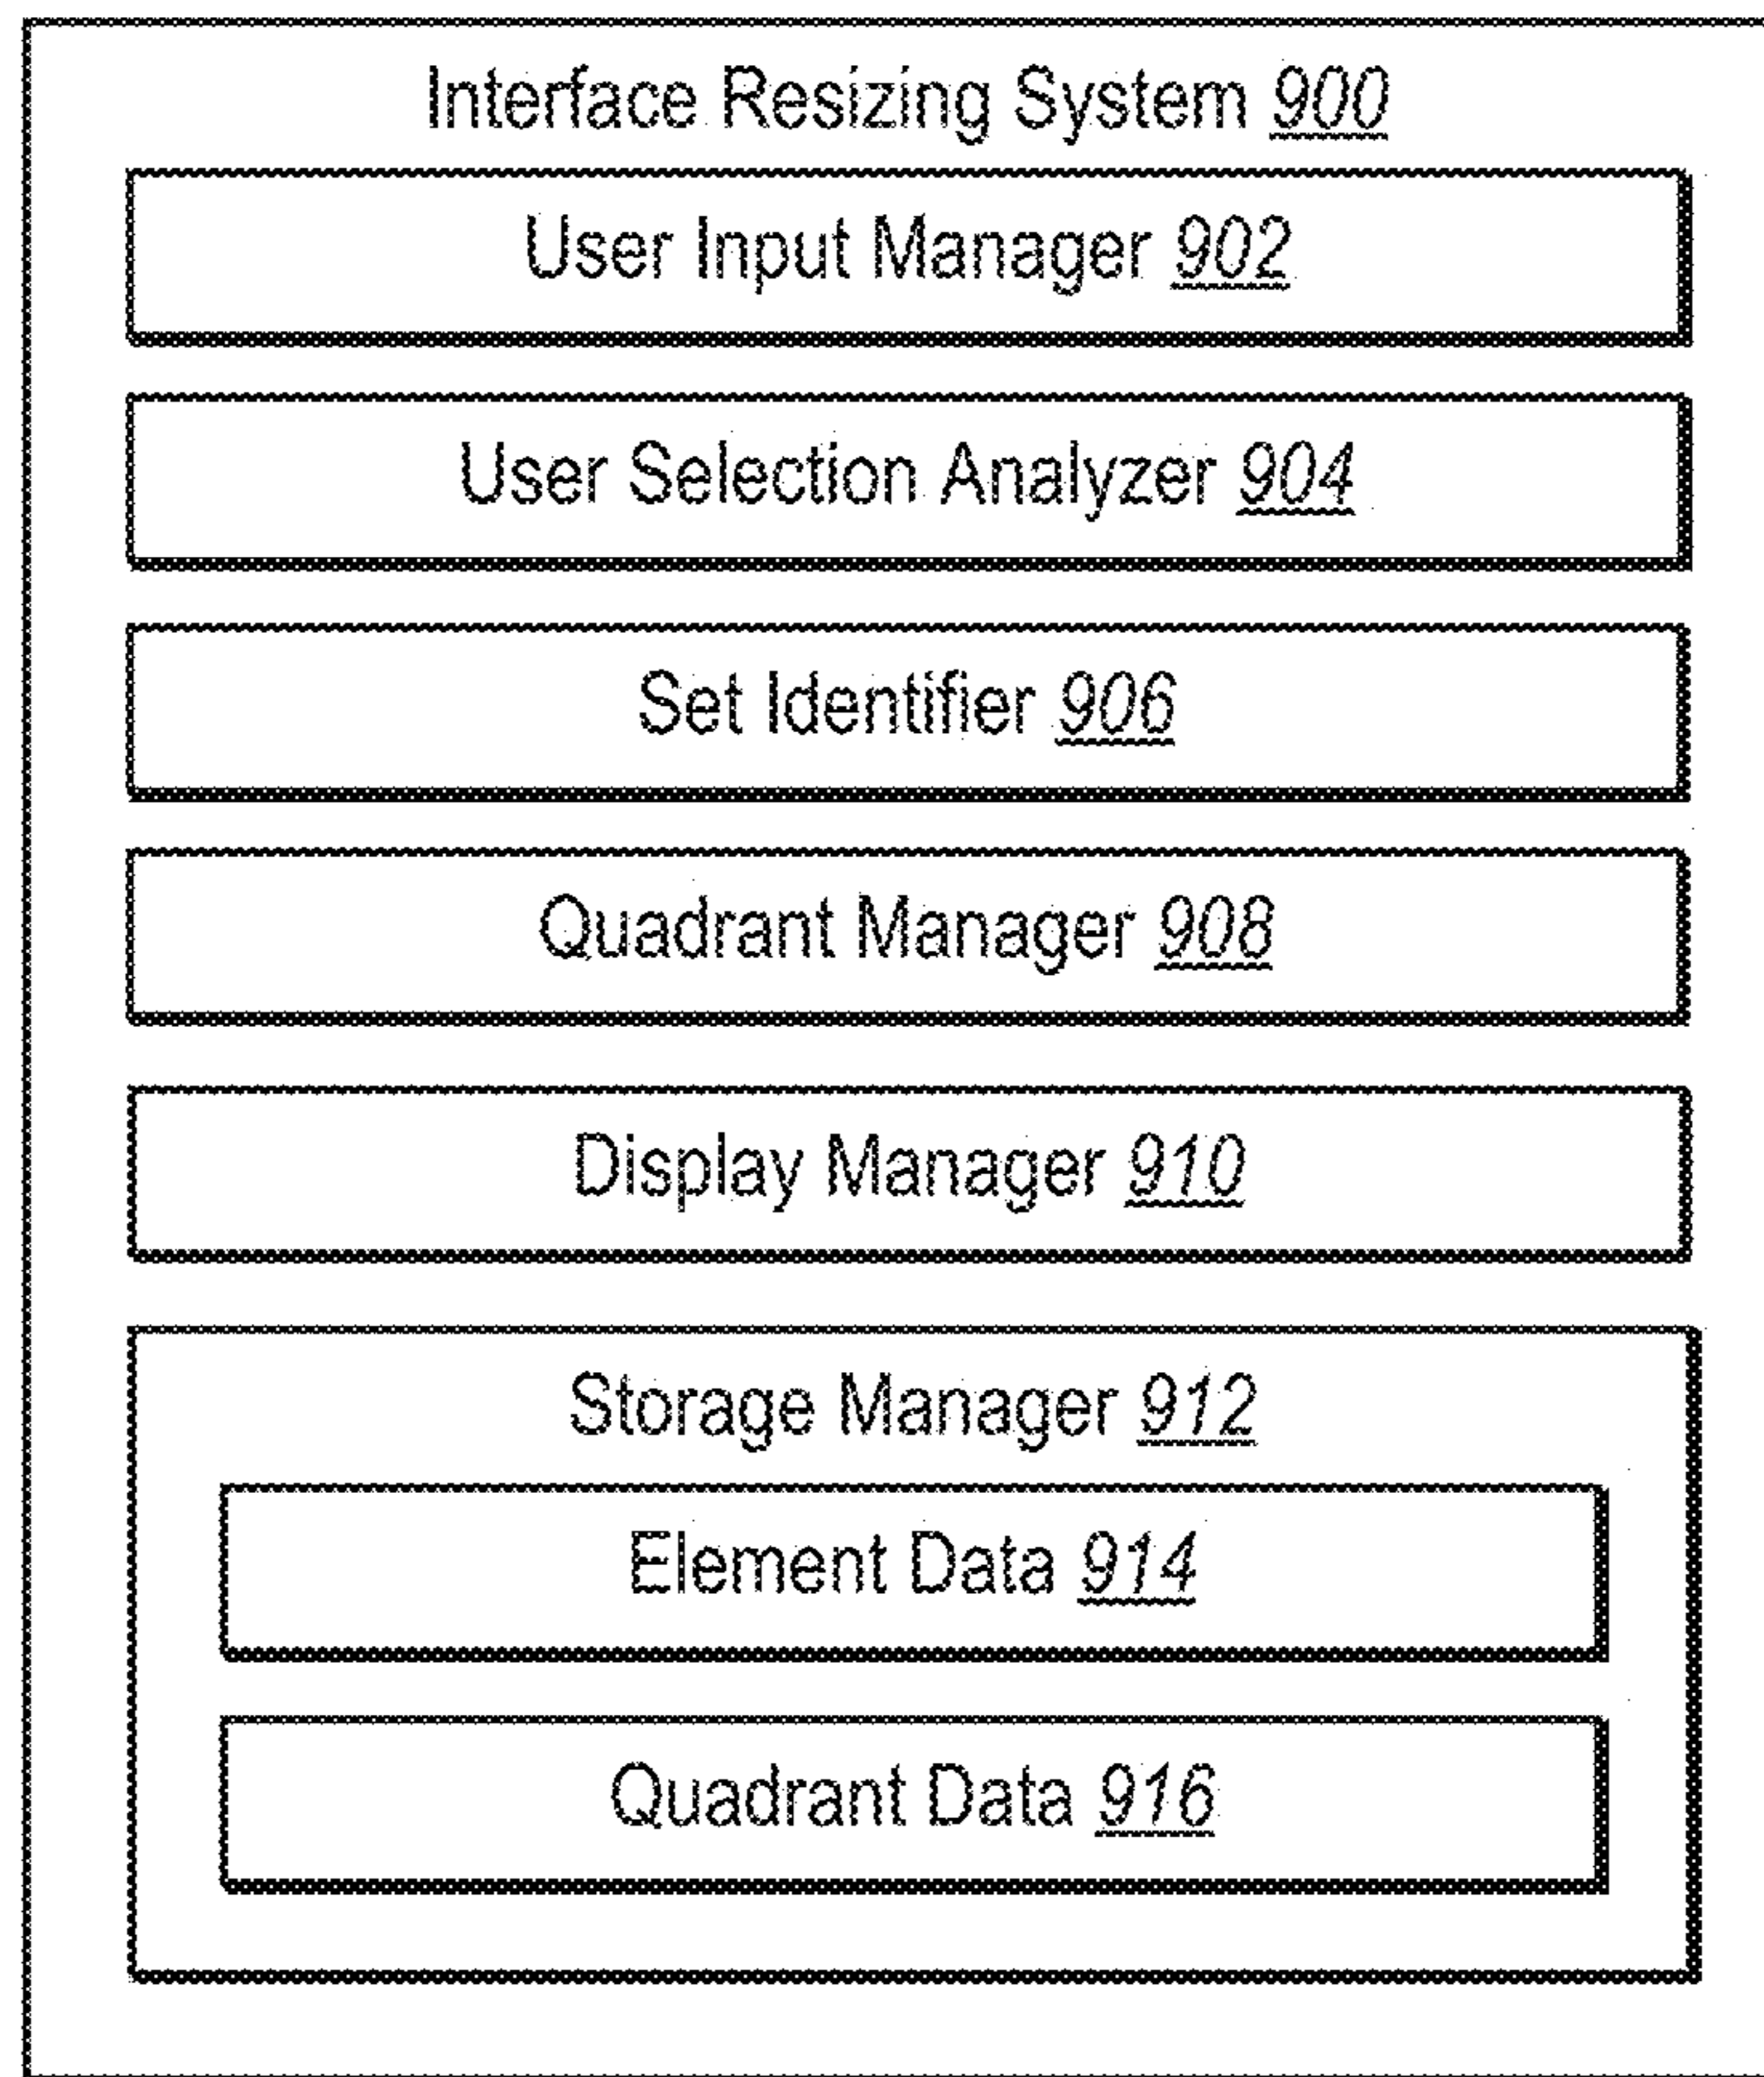 Interface Resizing System 900
User Input Manager 902
User Selection Analyzer 904
Set Identifier 906
Quadrant Manager 908
Display Manager 910
Storage Manager 912
Element Data 914
Quadrant Data 916